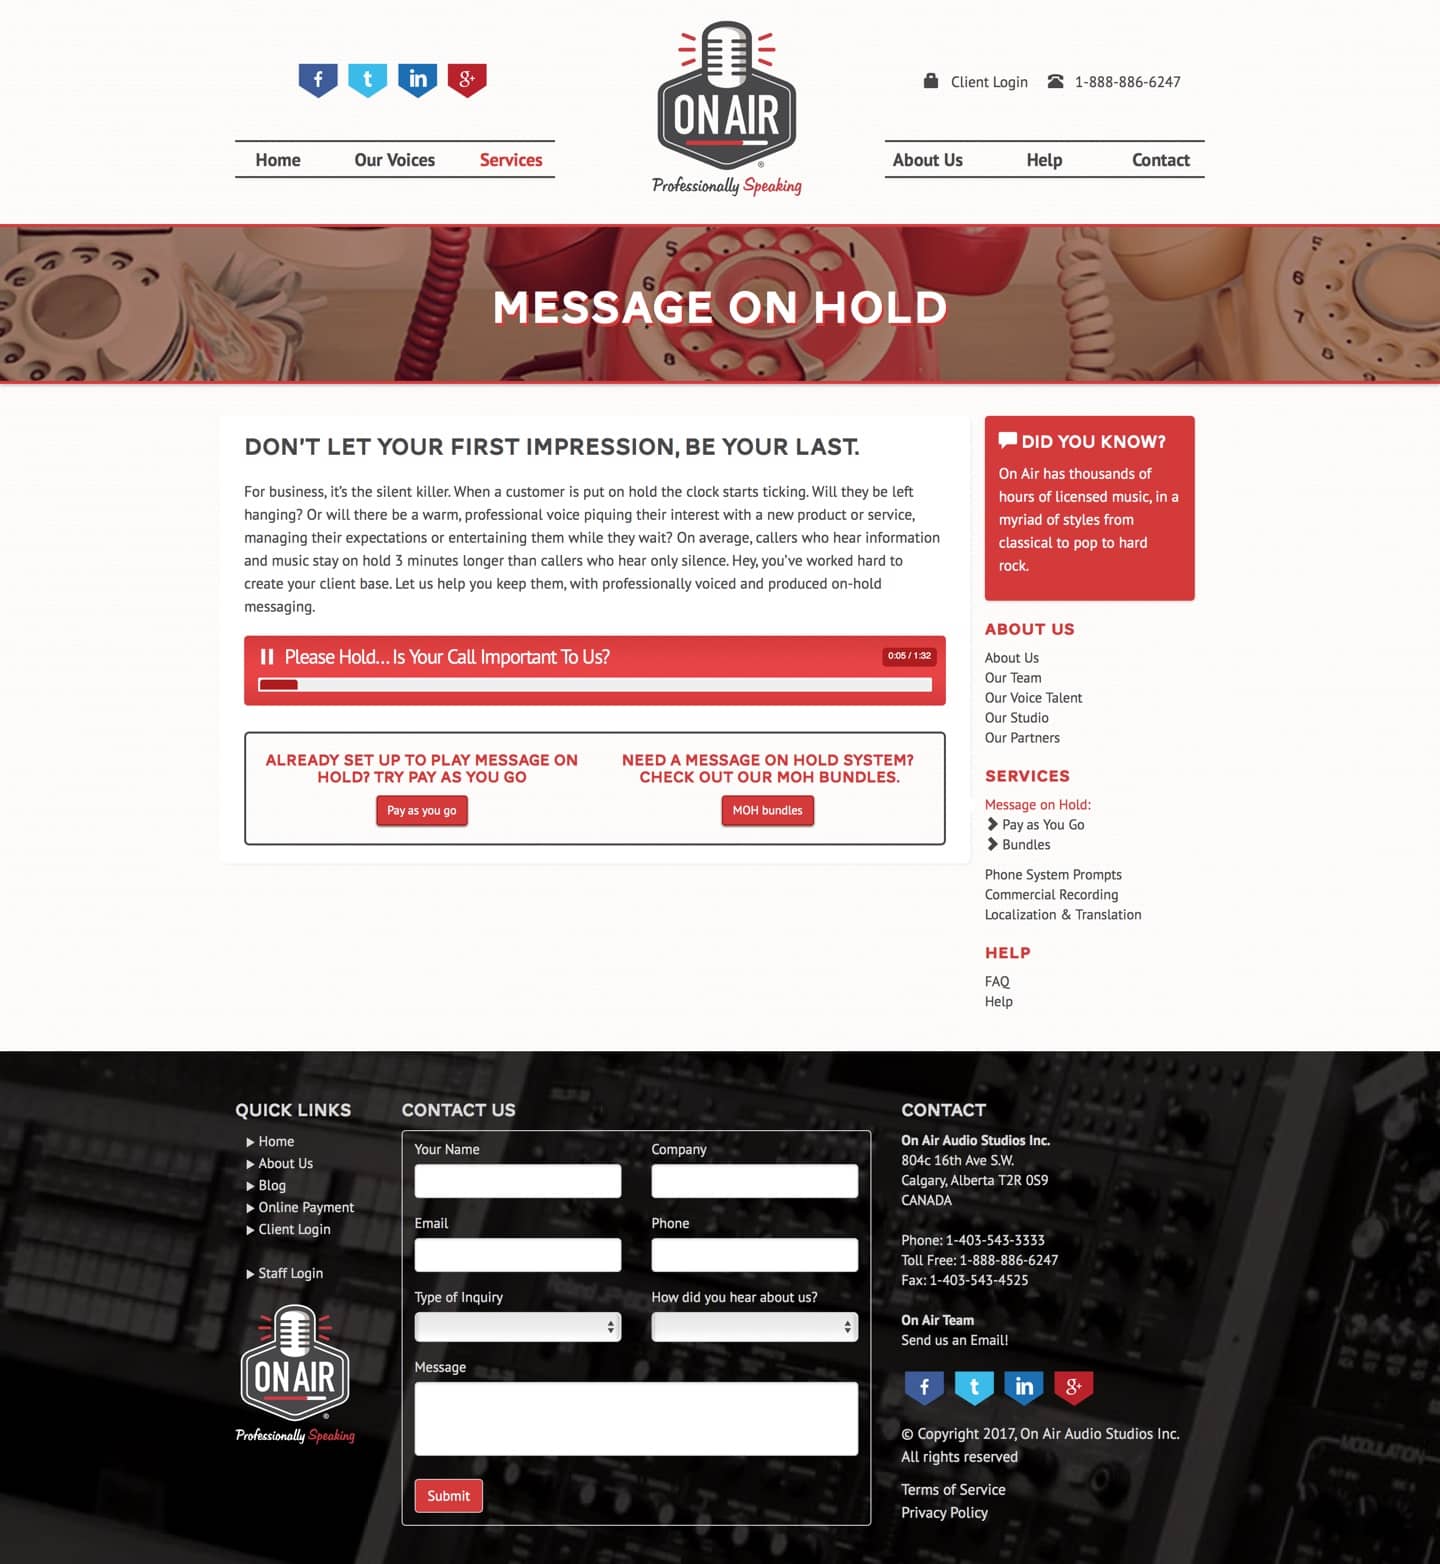 Client Login 1-888-886-6247
Home Our Voices Services
ON AIR
®
Professionally Speaking
About Us Help Contact
MESSAGE ON HOLD
DON'T LET YOUR FIRST IMPRESSION, BE YOUR LAST.
For business, it's the silent killer. When a customer is put on hold the clock starts ticking. Will they be left
hanging? Or will there be a warm, professional voice piquing their interest with a new product or service,
managing their expectations or entertaining them while they wait? On average, callers who hear information
and music stay on hold 3 minutes longer than callers who hear only silence. Hey, you've worked hard to
create your client base. Let us help you keep them, with professionally voiced and produced on-hold
messaging.
Please Hold... Is Your Call Important To Us?
0:05 / 1:32
ALREADY SET UP TO PLAY MESSAGE ON
HOLD? TRY PAY AS YOU GO
Pay as you go
NEED A MESSAGE ON HOLD SYSTEM?
CHECK OUT OUR MOH BUNDLES.
MOH bundles
DID YOU KNOW?
On Air has thousands of
hours of licensed music, in a
myriad of styles from
classical to pop to hard
rock.
ABOUT US
About Us
Our Team
Our Voice Talent
Our Studio
Our Partners
SERVICES
Message on Hold:
Pay as You Go
Bundles
Phone System Prompts
Commercial Recording
Localization & Translation
HELP
FAQ
Help
QUICK LINKS
Home
About Us
Blog
Online Payment
Client Login
Staff Login
ON AIR
®
Professionally Speaking
CONTACT US
Your Name Company
Email Phone
Type of Inquiry How did you hear about us?
Message
Submit
CONTACT
On Air Audio Studios Inc.
804c 16th Ave S.W.
Calgary, Alberta T2R 0S9
CANADA
Phone: 1-403-543-3333
Toll Free: 1-888-886-6247
Fax: 1-403-543-4525
On Air Team
Send us an Email!
© Copyright 2017, On Air Audio Studios Inc.
All rights reserved
Terms of Service
Privacy Policy
MODULATION